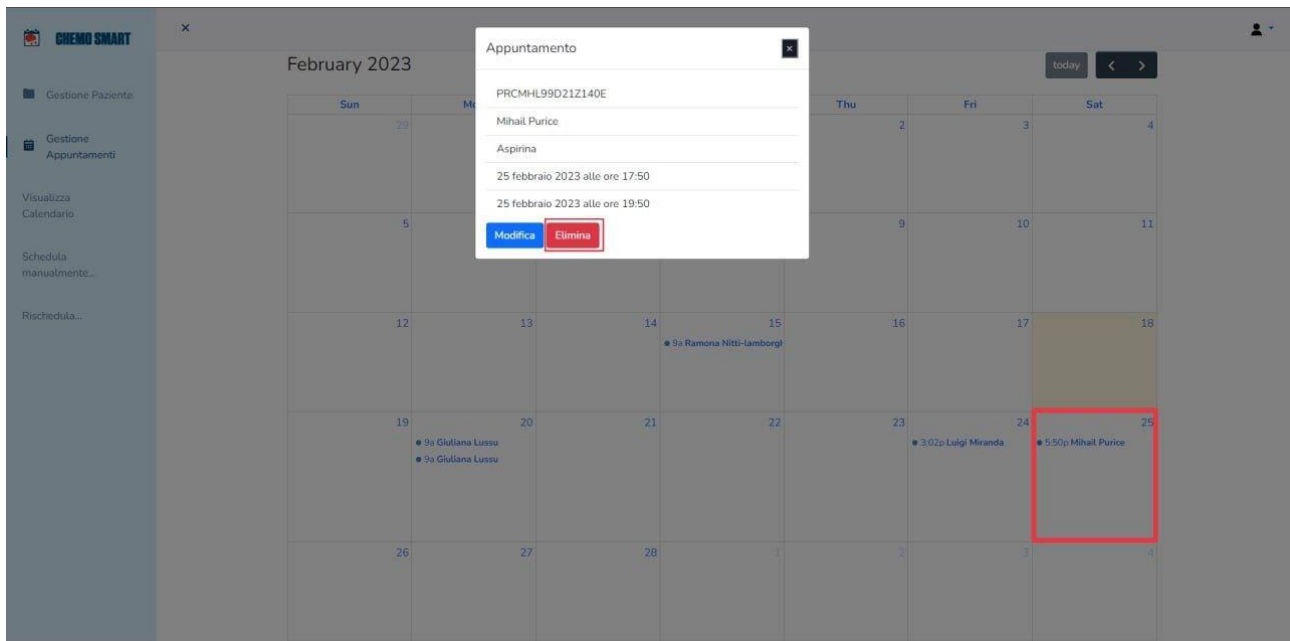 CHEMO SMART
×
Gestione Paziente
Gestione
Appuntamenti
Visualizza
Calendario
Schedula
manualmente...
Rischedula...
Appuntamento ×
PRCMHL99D21Z140E
Mihail Purice
Aspirina
25 febbraio 2023 alle ore 17:50
25 febbraio 2023 alle ore 19:50
Modifica Elimina
February 2023
today < >
Sun Mo Thu Fri Sat
29 2 3 4
5 9 10 11
12 13 14 15 16 17 18
9a Ramona Nitti-lamborgh
19 20 21 22 23 24 25
9a Giuliana Lussu 3:02p Luigi Miranda 5:50p Mihail Purice
9a Giuliana Lussu
26 27 28 1 2 3 4